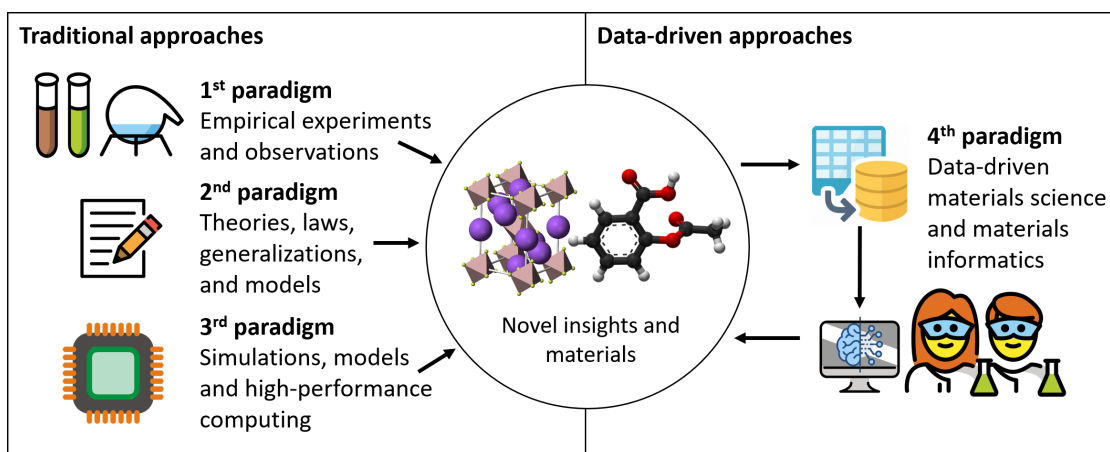 Traditional approaches
1st paradigm
Empirical experiments
and observations
2nd paradigm
Theories, laws,
generalizations,
and models
3rd paradigm
Simulations, models
and high-performance
computing
Novel insights and
materials
Data-driven approaches
4th paradigm
Data-driven
materials science
and materials
informatics